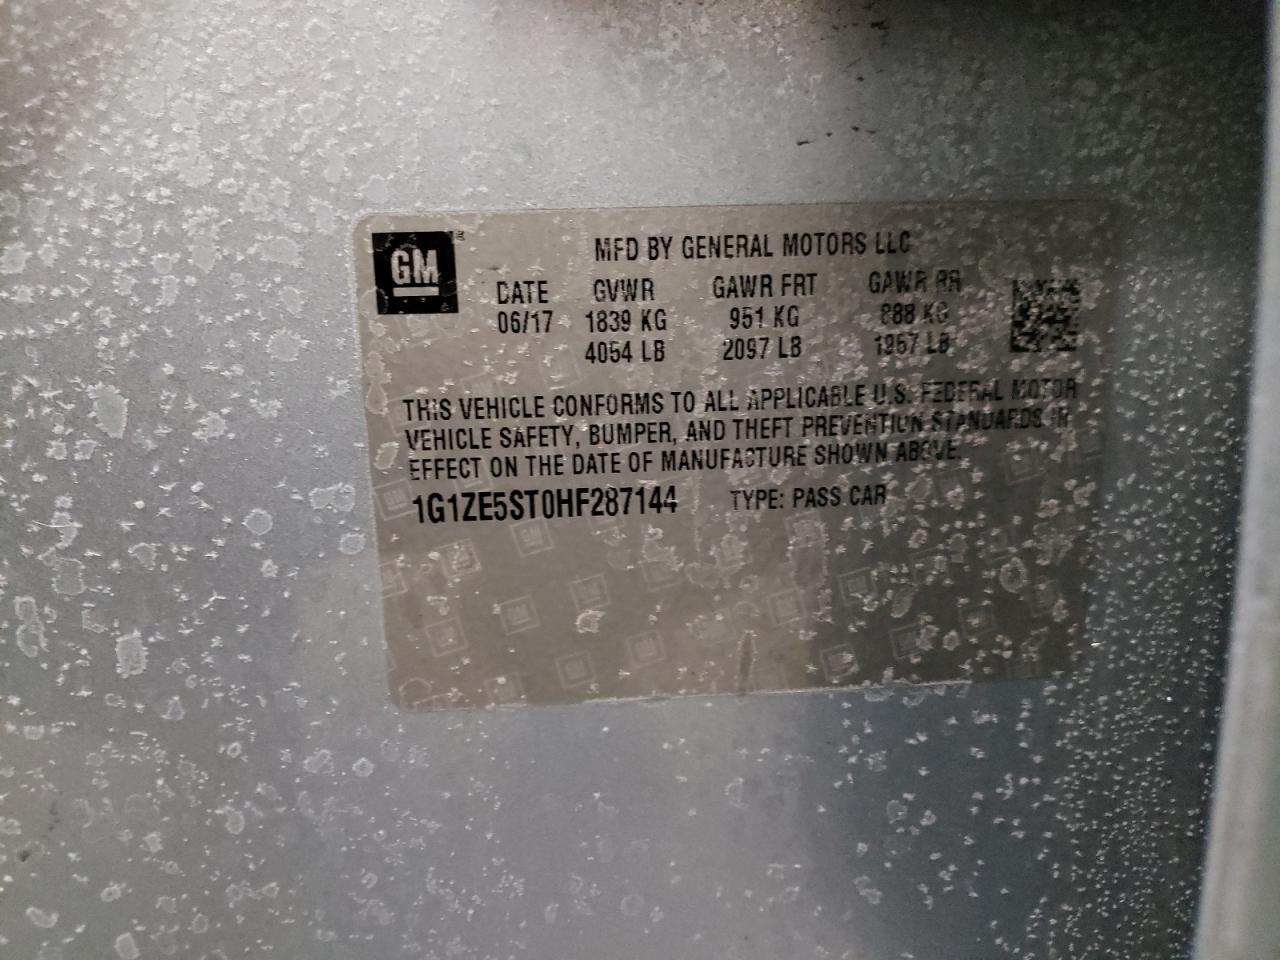 GM
MFD BY GENERAL MOTORS LLC
DATE GVWR GAWR FRT GAWR RR
06/17 1839 KG 951 KG 888 KG
4054 LB 2097 LB 1957 LB
THIS VEHICLE CONFORMS TO ALL APPLICABLE U.S. FEDERAL MOTOR
VEHICLE SAFETY, BUMPER, AND THEFT PREVENTION STANDARDS IN
EFFECT ON THE DATE OF MANUFACTURE SHOWN ABOVE.
1G1ZE5ST0HF287144 TYPE: PASS CAR